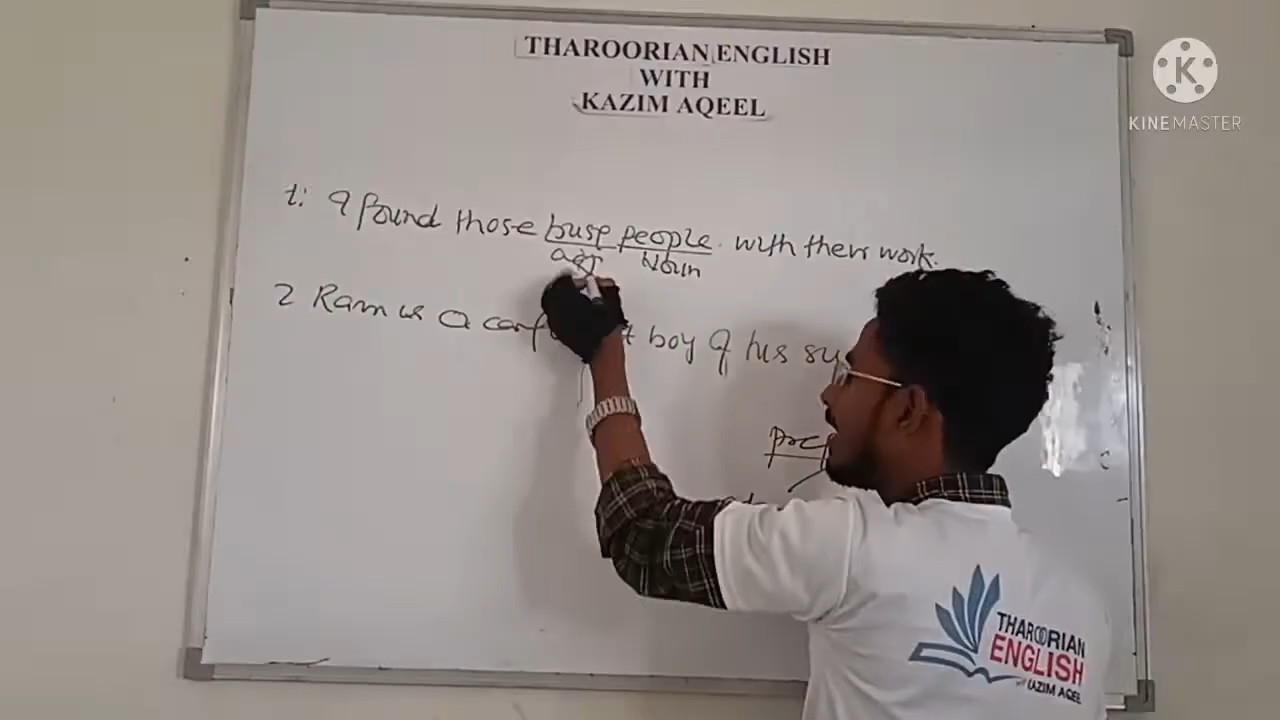 THAROORIAN ENGLISH
WITH
KAZIM AQEEL
KINEMASTER
1: I found those busy people with their work.
adj Noun
2 Ram is a boy of his
THAROORIAN
ENGLISH
KAZIM AQEEL